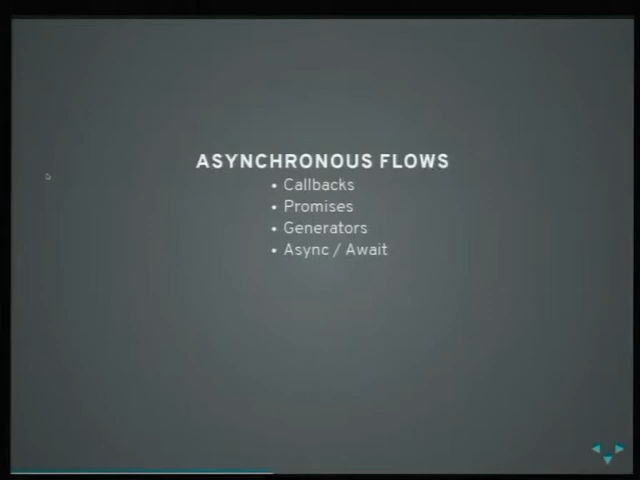 ASYNCHRONOUS FLOWS
• Callbacks
• Promises
• Generators
• Async / Await